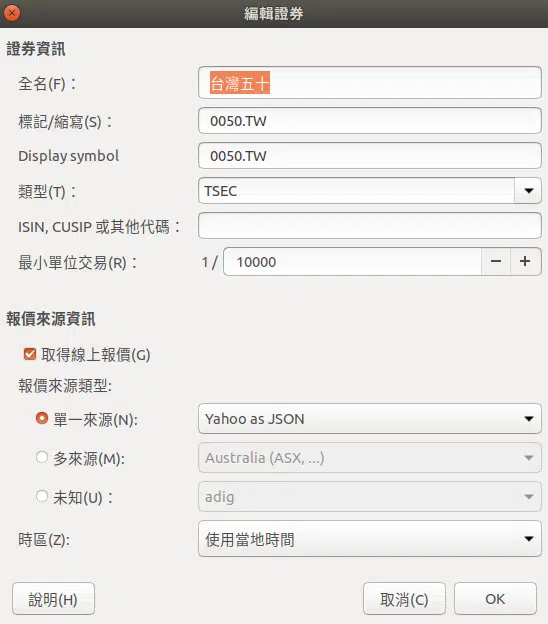 編輯證券
證券資訊
全名(F)：
台灣五十
標記/縮寫(S)：
0050.TW
Display symbol
0050.TW
類型(T)：
TSEC
ISIN, CUSIP 或其他代碼：
最小單位交易(R)：
1 / 10000
報價來源資訊
取得線上報價(G)
報價來源類型:
單一來源(N):
Yahoo as JSON
多來源(M):
Australia (ASX, ...)
未知(U)：
adig
時區(Z):
使用當地時間
說明(H)
取消(C)
OK